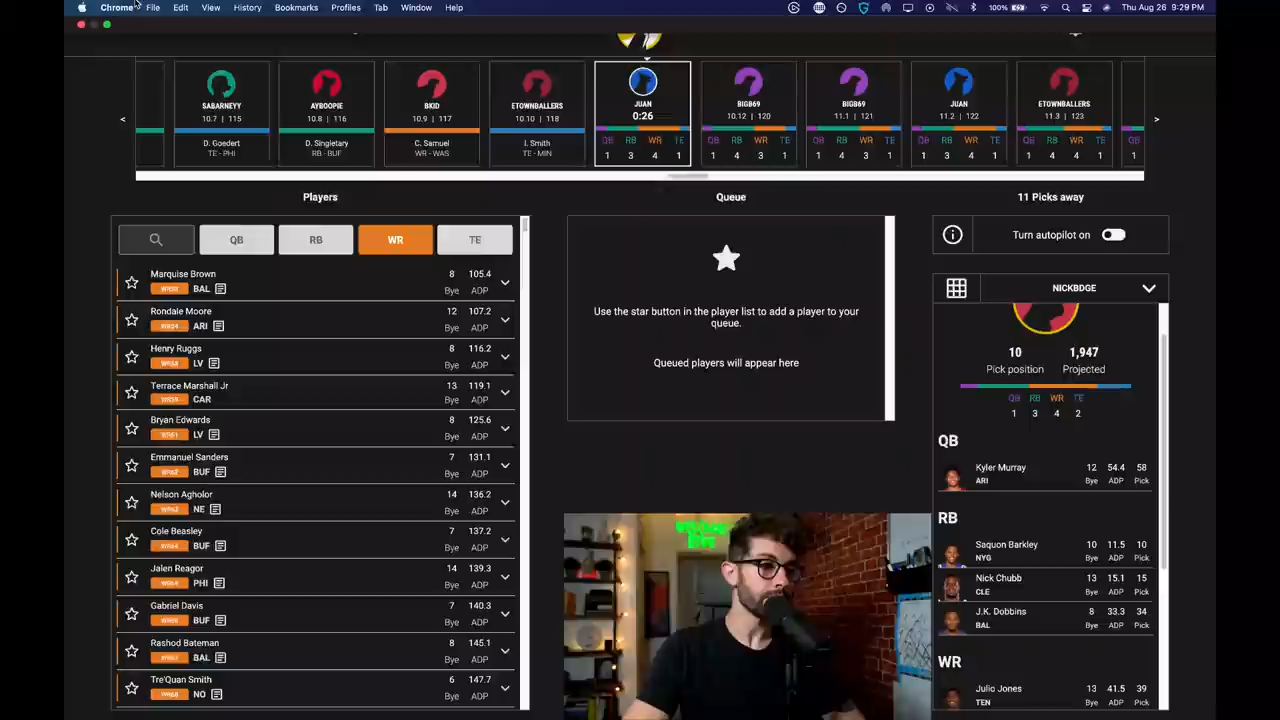 Chrome File Edit View History Bookmarks Profiles Tab Window Help
100% Thu Aug 26 9:29 PM
< SABARNEYY 10.7 | 115 D. Goedert TE - PHI
AYBOOPIE 10.8 | 116 D. Singletary RB - BUF
BKID 10.9 | 117 C. Samuel WR - WAS
ETOWNBALLERS 10.10 | 118 I. Smith TE - MIN
JUAN 0:26 QB RB WR TE 1 3 4 1
BIGB69 10.12 | 120 QB RB WR TE 1 4 3 1
BIGB69 11.1 | 121 QB RB WR TE 1 4 3 1
JUAN 11.2 | 122 QB RB WR TE 1 3 4 1
ETOWNBALLERS 11.3 | 123 QB RB WR TE 1 4 4 1
>
Players
QB RB WR TE
Marquise Brown 8 105.4
BAL Bye ADP
Rondale Moore 12 107.2
ARI Bye ADP
Henry Ruggs 8 116.2
LV Bye ADP
Terrace Marshall Jr 13 119.1
CAR Bye ADP
Bryan Edwards 8 125.6
LV Bye ADP
Emmanuel Sanders 7 131.1
BUF Bye ADP
Nelson Agholor 14 136.2
NE Bye ADP
Cole Beasley 7 137.2
BUF Bye ADP
Jalen Reagor 14 139.3
PHI Bye ADP
Gabriel Davis 7 140.3
BUF Bye ADP
Rashod Bateman 8 145.1
BAL Bye ADP
Tre'Quan Smith 6 147.7
NO Bye ADP
Queue
Use the star button in the player list to add a player to your
queue.
Queued players will appear here
11 Picks away
Turn autopilot on
NICKBDGE
10 1,947
Pick position Projected
QB RB WR TE
1 3 4 2
QB
Kyler Murray 12 54.4 58
ARI Bye ADP Pick
RB
Saquon Barkley 10 11.5 10
NYG Bye ADP Pick
Nick Chubb 13 15.1 15
CLE Bye ADP Pick
J.K. Dobbins 8 33.3 34
BAL Bye ADP Pick
WR
Julio Jones 13 41.5 39
TEN Bye ADP Pick